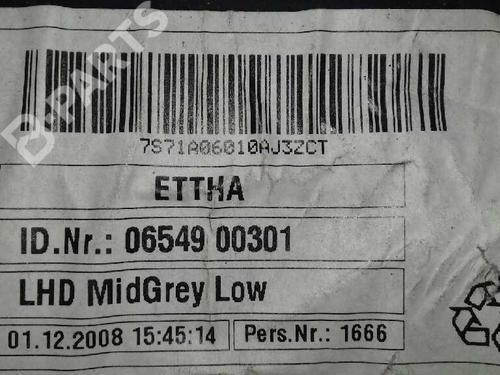 B-PARTS
7S71A06010AJ3ZCT
ETTHA
ID.Nr.: 06549 00301
LHD MidGrey Low
01.12.2008 15:45:14
Pers.Nr.: 1666